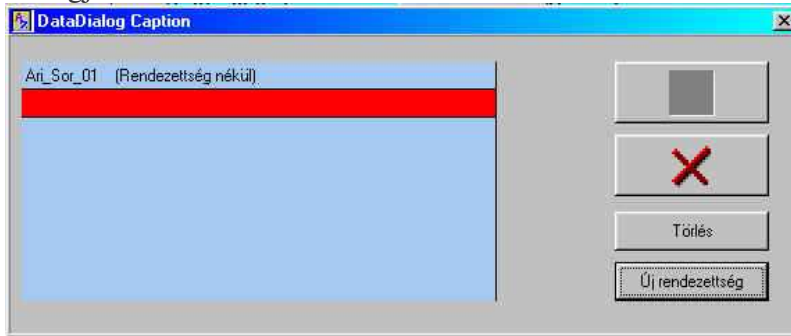 DataDialog Caption
Ari_Sor_01 (Rendezettség nékül)
Törlés
Új rendezettség